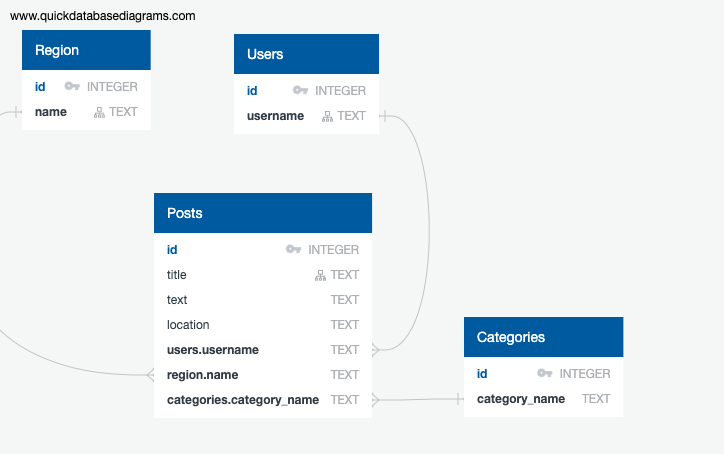 www.quickdatabasediagrams.com
Region
id INTEGER
name TEXT
Users
id INTEGER
username TEXT
Posts
id INTEGER
title TEXT
text TEXT
location TEXT
users.username TEXT
region.name TEXT
categories.category_name TEXT
Categories
id INTEGER
category_name TEXT